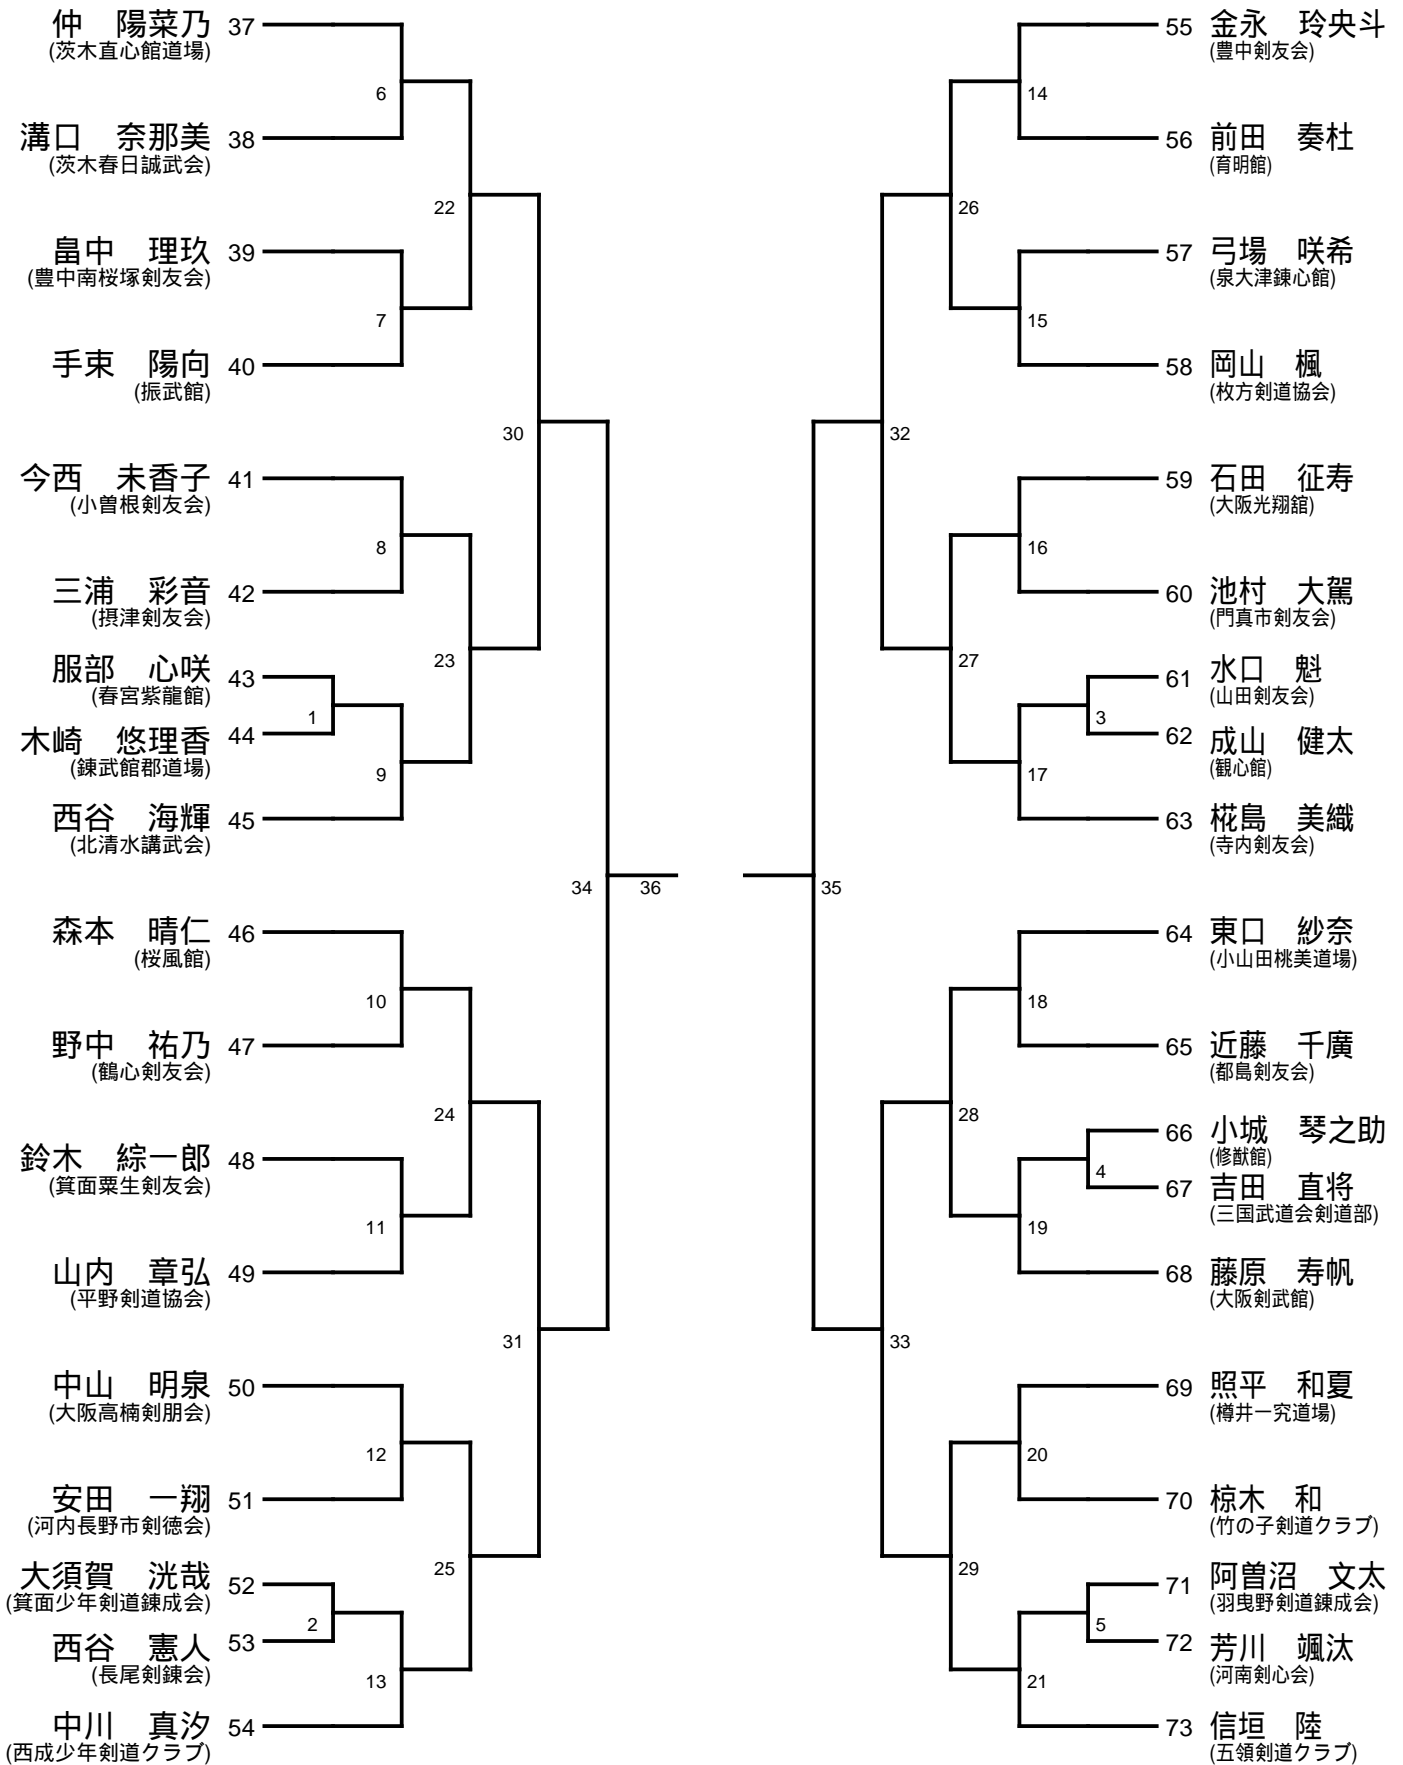 仲　陽菜乃 37
(茨木直心館道場)
6
溝口　奈那美 38
(茨木春日誠武会)
22
畠中　理玖 39
(豊中南桜塚剣友会)
7
手束　陽向 40
(振武館)
30
今西　未香子 41
(小曽根剣友会)
8
三浦　彩音 42
(摂津剣友会)
23
服部　心咲 43
(春宮紫龍館)
1
木崎　悠理香 44
(錬武館郡道場)
9
西谷　海輝 45
(北清水講武会)
34
36
森本　晴仁 46
(桜風館)
10
野中　祐乃 47
(鶴心剣友会)
24
鈴木　綜一郎 48
(箕面粟生剣友会)
11
山内　章弘 49
(平野剣道協会)
31
中山　明泉 50
(大阪高楠剣朋会)
12
安田　一翔 51
(河内長野市剣徳会)
25
大須賀　洸哉 52
(箕面少年剣道錬成会)
2
西谷　憲人 53
(長尾剣錬会)
13
中川　真汐 54
(西成少年剣道クラブ)
55 金永　玲央斗
(豊中剣友会)
14
56 前田　奏杜
(育明館)
26
57 弓場　咲希
(泉大津錬心館)
15
58 岡山　楓
(枚方剣道協会)
32
59 石田　征寿
(大阪光翔舘)
16
60 池村　大駕
(門真市剣友会)
27
61 水口　魁
(山田剣友会)
3
62 成山　健太
(観心館)
17
63 椛島　美織
(寺内剣友会)
35
64 東口　紗奈
(小山田桃美道場)
18
65 近藤　千廣
(都島剣友会)
28
66 小城　琴之助
(修猷館)
4
67 吉田　直将
(三国武道会剣道部)
19
68 藤原　寿帆
(大阪剣武館)
33
69 照平　和夏
(樽井一究道場)
20
70 椋木　和
(竹の子剣道クラブ)
29
71 阿曽沼　文太
(羽曳野剣道錬成会)
5
72 芳川　颯汰
(河南剣心会)
21
73 信垣　陸
(五領剣道クラブ)